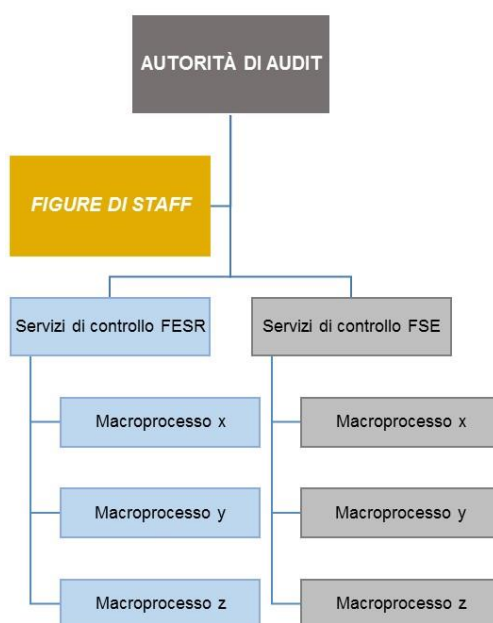 AUTORITÀ DI AUDIT
FIGURE DI STAFF
Servizi di controllo FESR
Servizi di controllo FSE
Macroprocesso x
Macroprocesso x
Macroprocesso y
Macroprocesso y
Macroprocesso z
Macroprocesso z